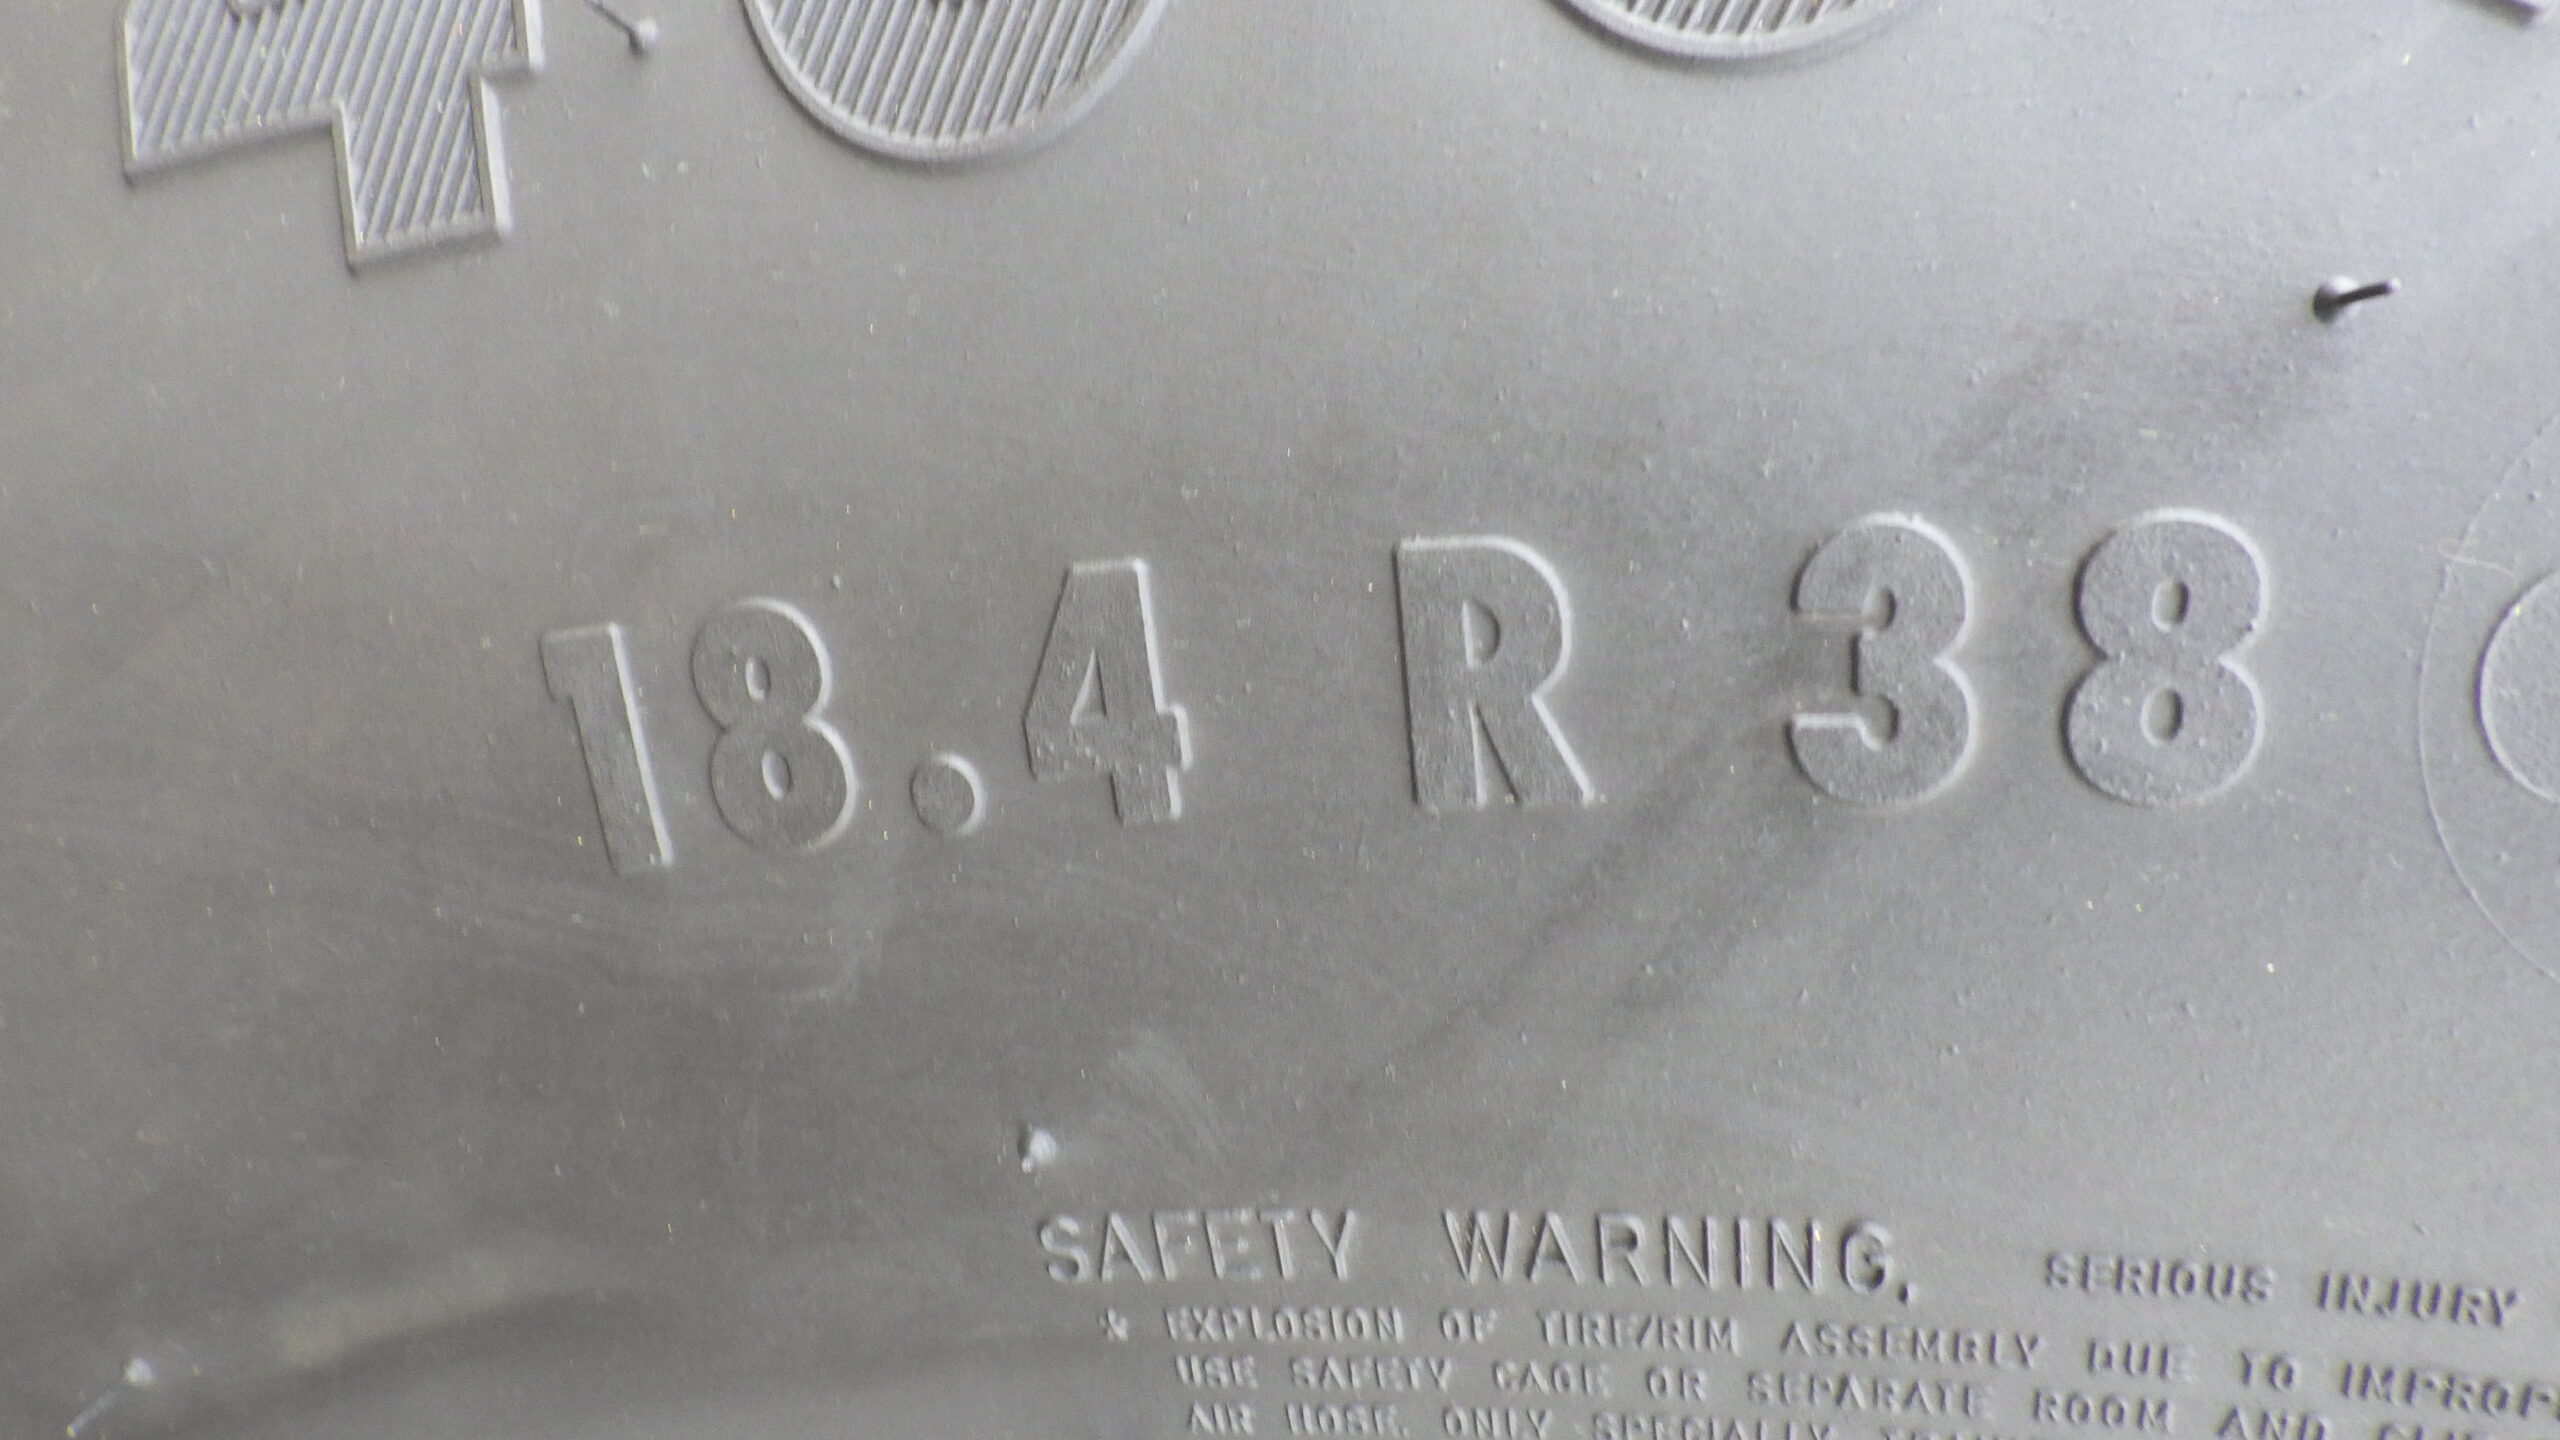 18.4 R 38
SAFETY WARNING. SERIOUS INJURY
* EXPLOSION OF TIRE/RIM ASSEMBLY DUE TO
USE SAFETY CAGE OR SEPARATE ROOM AND
AIR HOSE. ONLY SPECIALLY